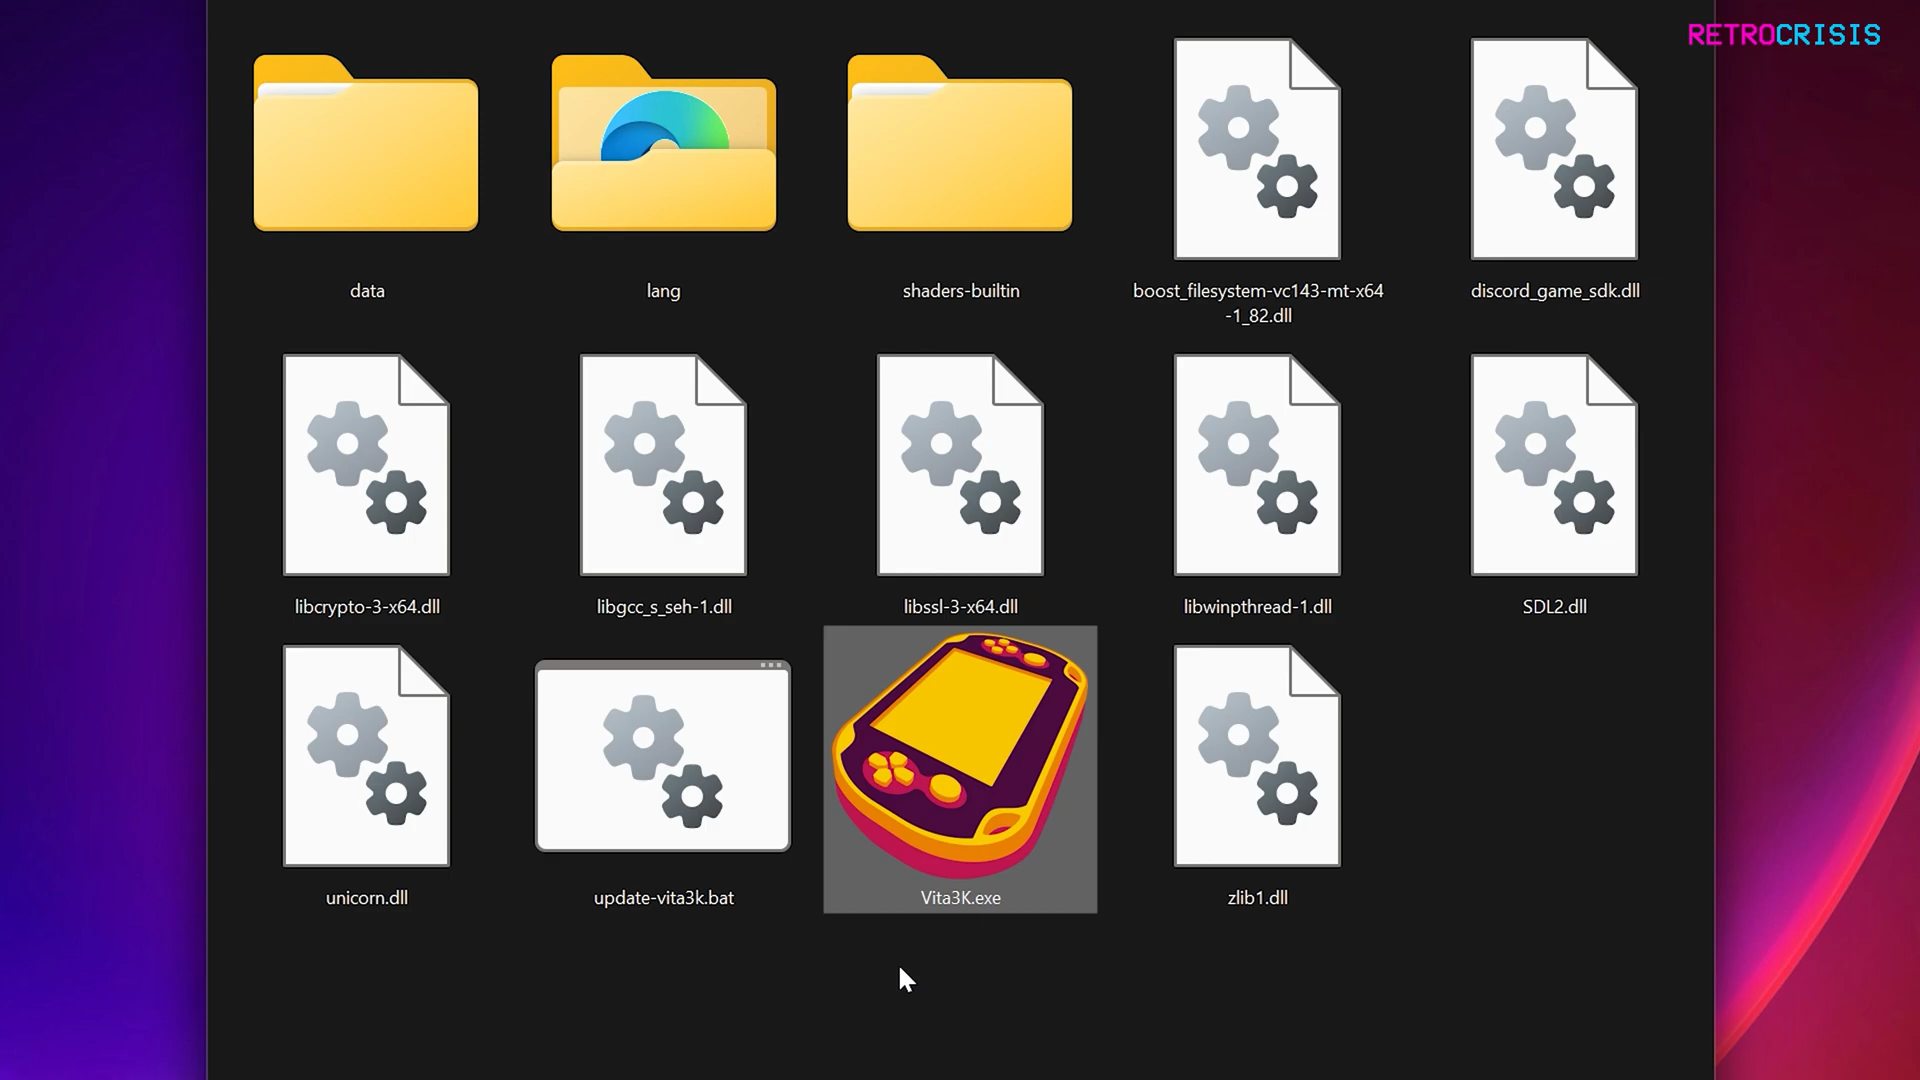 RETROCRISIS
data
lang
shaders-builtin
boost_filesystem-vc143-mt-x64
-1_82.dll
discord_game_sdk.dll
libcrypto-3-x64.dll
libgcc_s_seh-1.dll
libssl-3-x64.dll
libwinpthread-1.dll
SDL2.dll
unicorn.dll
update-vita3k.bat
Vita3K.exe
zlib1.dll